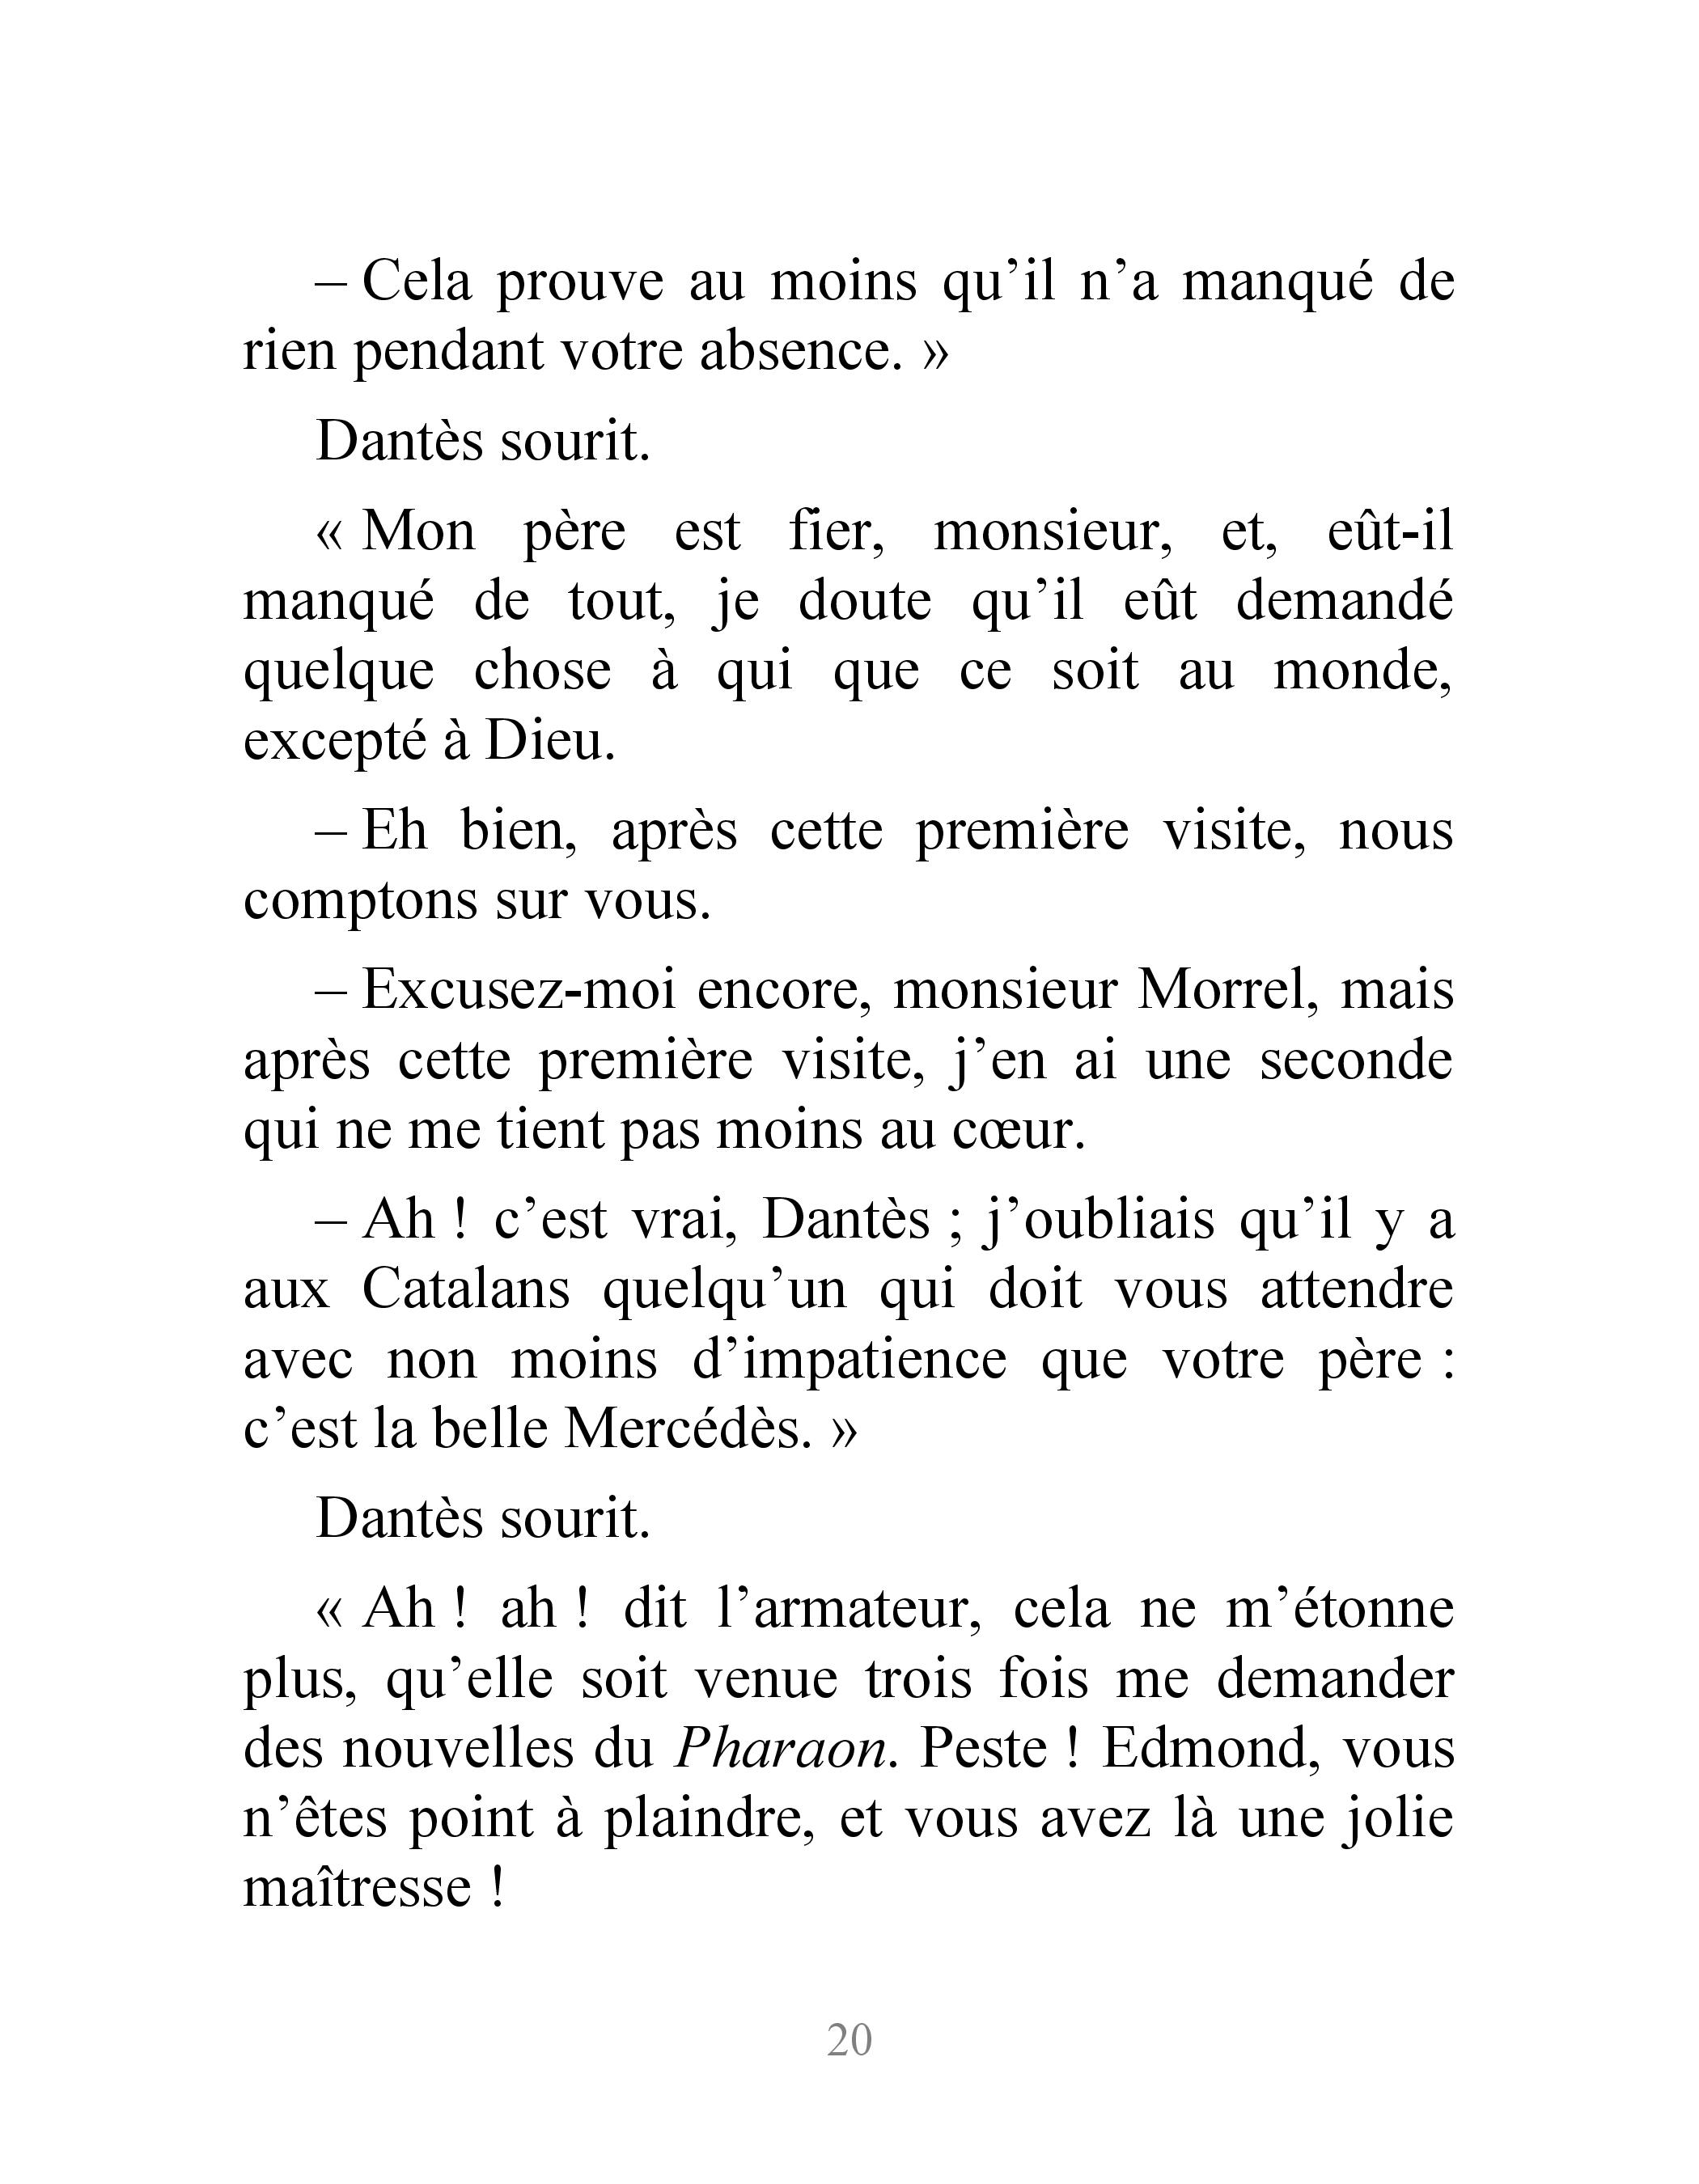 – Cela prouve au moins qu’il n’a manqué de
rien pendant votre absence. »
Dantès sourit.
« Mon père est fier, monsieur, et, eût-il
manqué de tout, je doute qu’il eût demandé
quelque chose à qui que ce soit au monde,
excepté à Dieu.
– Eh bien, après cette première visite, nous
comptons sur vous.
– Excusez-moi encore, monsieur Morrel, mais
après cette première visite, j’en ai une seconde
qui ne me tient pas moins au cœur.
– Ah ! c’est vrai, Dantès ; j’oubliais qu’il y a
aux Catalans quelqu’un qui doit vous attendre
avec non moins d’impatience que votre père :
c’est la belle Mercédès. »
Dantès sourit.
« Ah ! ah ! dit l’armateur, cela ne m’étonne
plus, qu’elle soit venue trois fois me demander
des nouvelles du Pharaon. Peste ! Edmond, vous
n’êtes point à plaindre, et vous avez là une jolie
maîtresse !
20